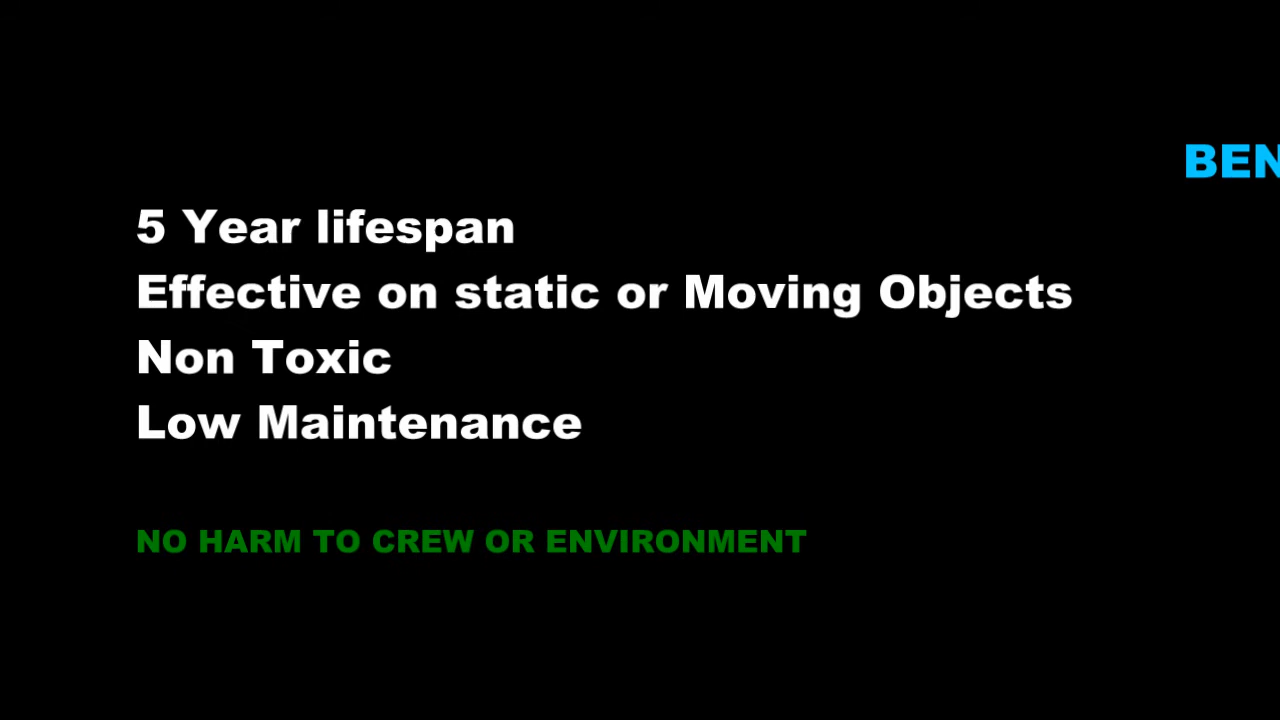 BEN
5 Year lifespan
Effective on static or Moving Objects
Non Toxic
Low Maintenance
NO HARM TO CREW OR ENVIRONMENT